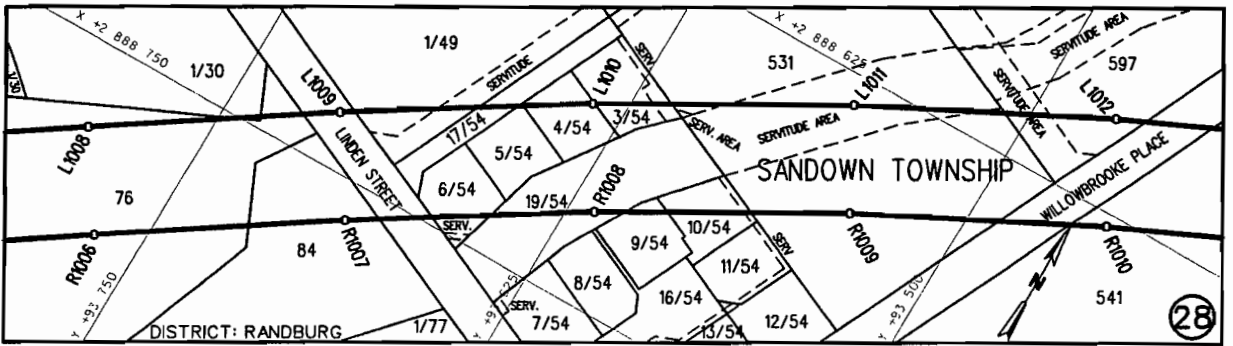 X +2 888 750
1/49
X +2 888 625
SERVITUDE AREA
1/30
SERVITUDE
SERV.
531
597
L1009
L1010
L1011
SERVITUDE AREA
L1012
L1008
17/54
4/54
3/54
SERV. AREA
SERVITUDE AREA
LINDEN STREET
5/54
SANDOWN TOWNSHIP
WILLOWBROOKE PLACE
76
6/54
19/54
R1008
R1006
84
R1007
SERV.
9/54
10/54
SERV
R1009
R1010
8/54
11/54
N
Y +93 750
16/54
Y +93 500
541
SERV.
DISTRICT: RANDBURG
1/77
7/54
13/54
12/54
28